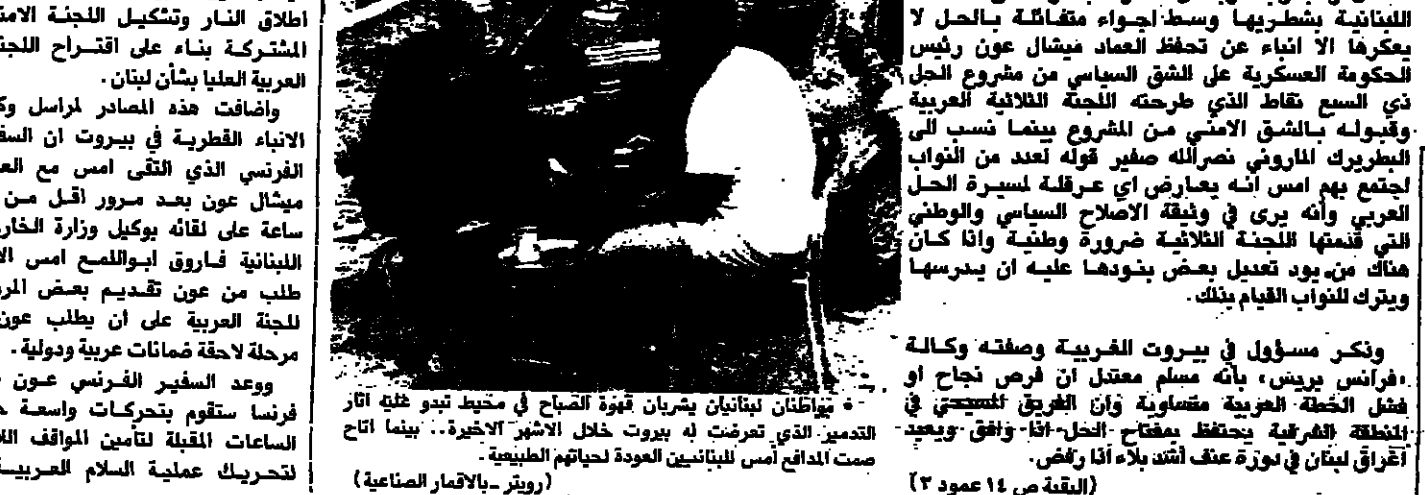 اللبنانية بشطريها وسط اجواء متفائلة بالحل لا
يعكرها الا انباء عن تحفظ العماد ميشال عون رئيس
الحكومة العسكرية على الشق السياسي من مشروع الحل
ذي السبع نقاط الذي طرحته اللجنة الثلاثية العربية
وقبوله بالشق الامني من المشروع بينما نسب الى
البطريرك الماروني نصرالله صفير قوله لعدد من النواب
اجتمع بهم امس انه يعارض اي عرقلة لمسيرة الحل
العربي وأنه يرى في وثيقة الاصلاح السياسي والوطني
التي قدمتها اللجنة الثلاثية ضرورة وطنية واذا كان
هناك من يود تعديل بعض بنودها عليه ان يدرسها
ويترك للنواب القيام بذلك .
وذكر مسؤول في بيروت الغربية وصفته وكالة
«فرانس بريس» بأنه مسلم معتدل ان فرص نجاح او
فشل الخطة العربية متساوية وان الفريق المسيحي في
المنطقة الشرقية يحتفظ بمفتاح الحل اذا وافق ويعيد
اغراق لبنان في دورة عنف أشد بلاء اذا رفض .
(البقية ص ١٤ عمود ٣)
• مواطنان لبنانيان يشربان قهوة الصباح في محيط تبدو عليه اثار
التدمير الذي تعرضت له بيروت خلال الاشهر الاخيرة .. بينما اتاح
صمت المدافع أمس للبنانيين العودة لحياتهم الطبيعية .
(رويتر - بالاقمار الصناعية)
اطلاق النار وتشكيل اللجنة الامن
المشتركة بناء على اقتراح اللجن
العربية العليا بشأن لبنان .
واضافت هذه المصادر لمراسل وك
الانباء القطرية في بيروت ان السف
الفرنسي الذي التقى امس مع الع
ميشال عون بعد مرور اقل من
ساعة على لقائه بوكيل وزارة الخار
اللبنانية فاروق ابواللمع امس الا
طلب من عون تقديم بعض المر
للجنة العربية على ان يطلب عون
مرحلة لاحقة ضمانات عربية ودولية .
ووعد السفير الفرنسي عون
فرنسا ستقوم بتحركات واسعة خ
الساعات المقبلة لتأمين المواقف اللا
لتحريك عملية السلام العربيـة